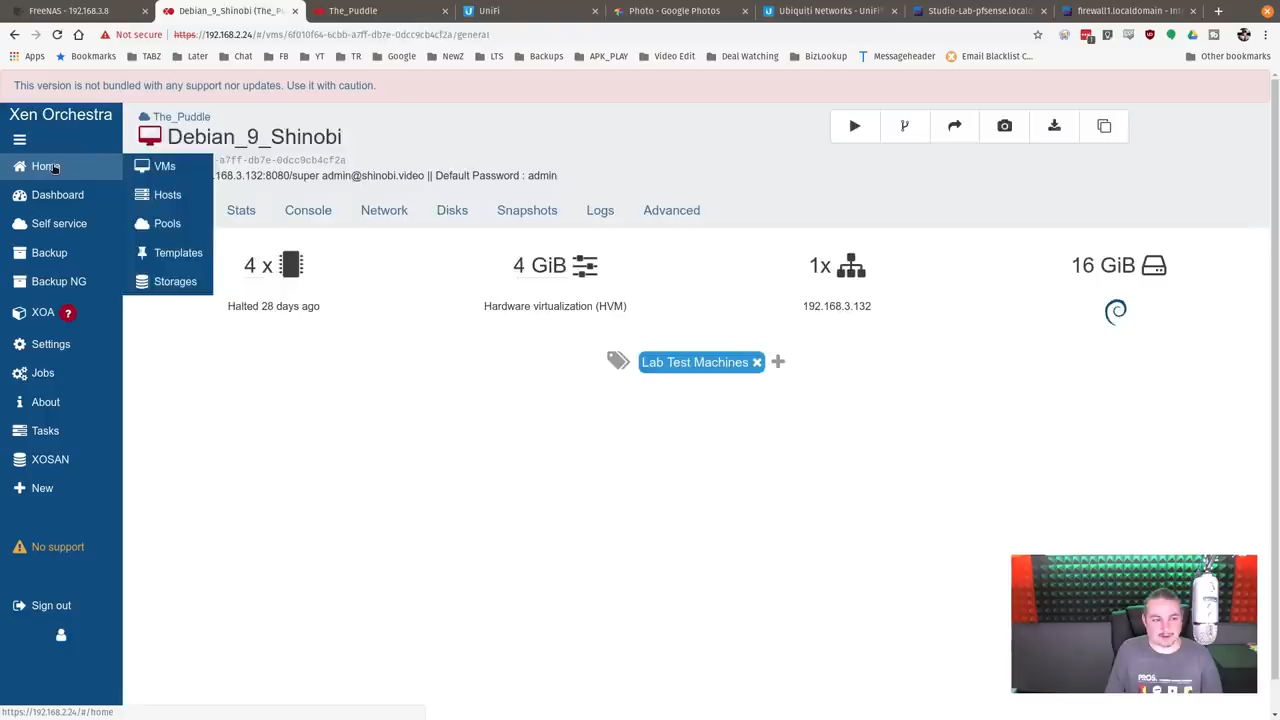 FreeNAS - 192.168.3.8
Debian_9_Shinobi (The_P
The_Puddle
UniFi
Photo - Google Photos
Ubiquiti Networks - UniFi
Studio-Lab-pfsense.local
firewall1.localdomain - Int
Not secure
https://192.168.2.24/#/vms/6f010f64-6cbb-a7ff-db7e-0dcc9cb4cf2a/general
Apps
Bookmarks
TABZ
Later
Chat
FB
YT
TR
Google
NewZ
LTS
Backups
APK_PLAY
Video Edit
Deal Watching
BizLookup
Messageheader
Email Blacklist C...
Other bookmarks
This version is not bundled with any support nor updates. Use it with caution.
Xen Orchestra
Home
Dashboard
Self service
Backup
Backup NG
XOA ?
Settings
Jobs
About
Tasks
XOSAN
New
No support
Sign out
VMs
Hosts
Pools
Templates
Storages
The_Puddle
Debian_9_Shinobi
-a7ff-db7e-0dcc9cb4cf2a
.168.3.132:8080/super admin@shinobi.video || Default Password : admin
Stats
Console
Network
Disks
Snapshots
Logs
Advanced
4 x
4 GiB
1x
16 GiB
Halted 28 days ago
Hardware virtualization (HVM)
192.168.3.132
Lab Test Machines
PROS.
https://192.168.2.24/#/home